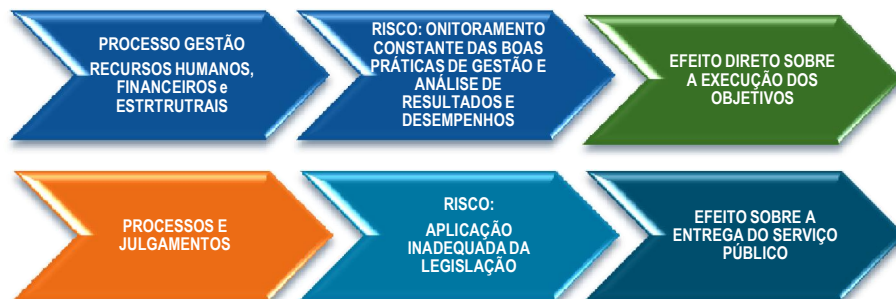 PROCESSO GESTÃO
RECURSOS HUMANOS,
FINANCEIROS e
ESTRTRUTRAIS
RISCO: ONITORAMENTO
CONSTANTE DAS BOAS
PRÁTICAS DE GESTÃO E
ANÁLISE DE
RESULTADOS E
DESEMPENHOS
EFEITO DIRETO SOBRE
A EXECUÇÃO DOS
OBJETIVOS
PROCESSOS E
JULGAMENTOS
RISCO:
APLICAÇÃO
INADEQUADA DA
LEGISLAÇÃO
EFEITO SOBRE A
ENTREGA DO SERVIÇO
PÚBLICO